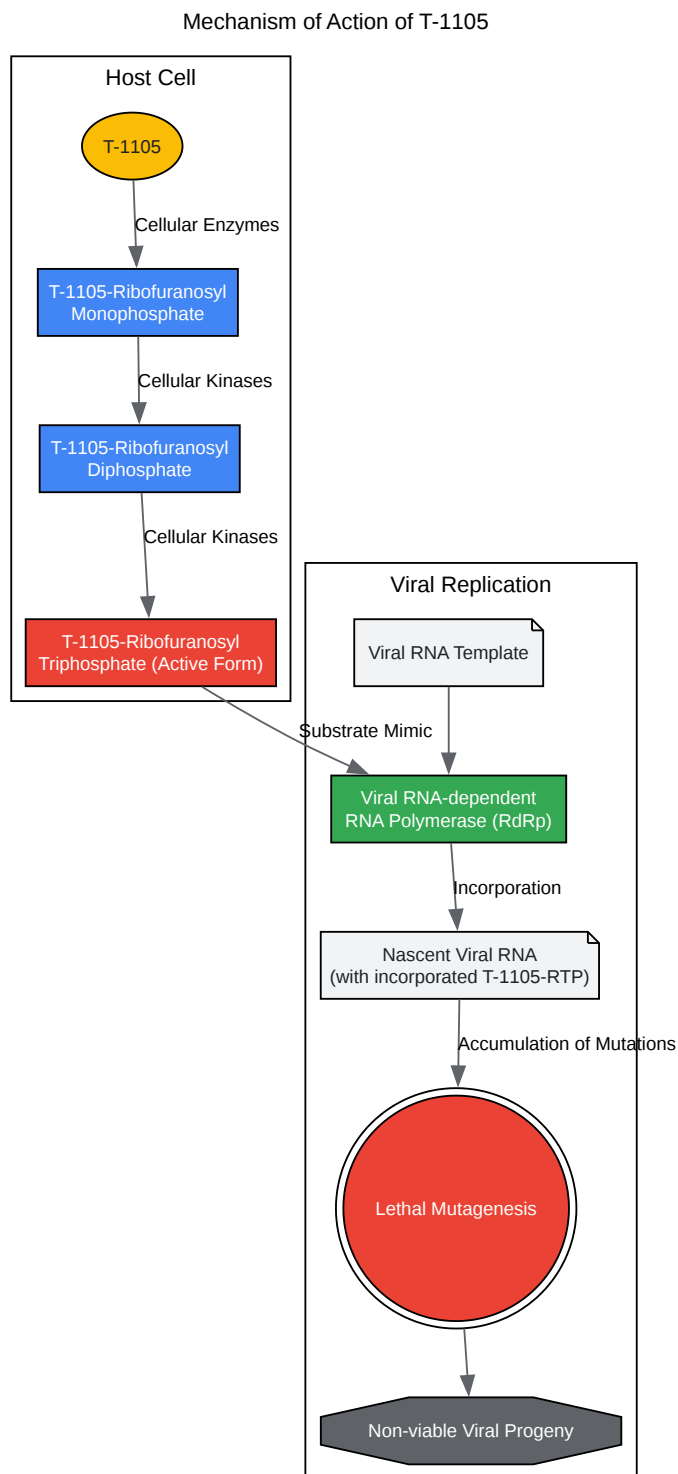 Mechanism of Action of T-1105
Host Cell
T-1105
Cellular Enzymes
T-1105-Ribofuranosyl
Monophosphate
Cellular Kinases
T-1105-Ribofuranosyl
Diphosphate
Cellular Kinases
T-1105-Ribofuranosyl
Triphosphate (Active Form)
Viral Replication
Viral RNA Template
Substrate Mimic
Viral RNA-dependent
RNA Polymerase (RdRp)
Incorporation
Nascent Viral RNA
(with incorporated T-1105-RTP)
Accumulation of Mutations
Lethal Mutagenesis
Non-viable Viral Progeny